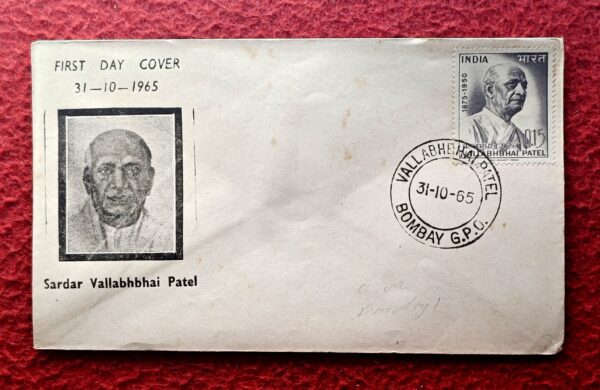 FIRST DAY COVER
31-10-1965
Sardar Vallabhbhai Patel
INDIA भारत
1875-1950
0.15
VALLABHBHAI PATEL
VALLABHBHAI PATEL
31-10-65
BOMBAY G.P.O.